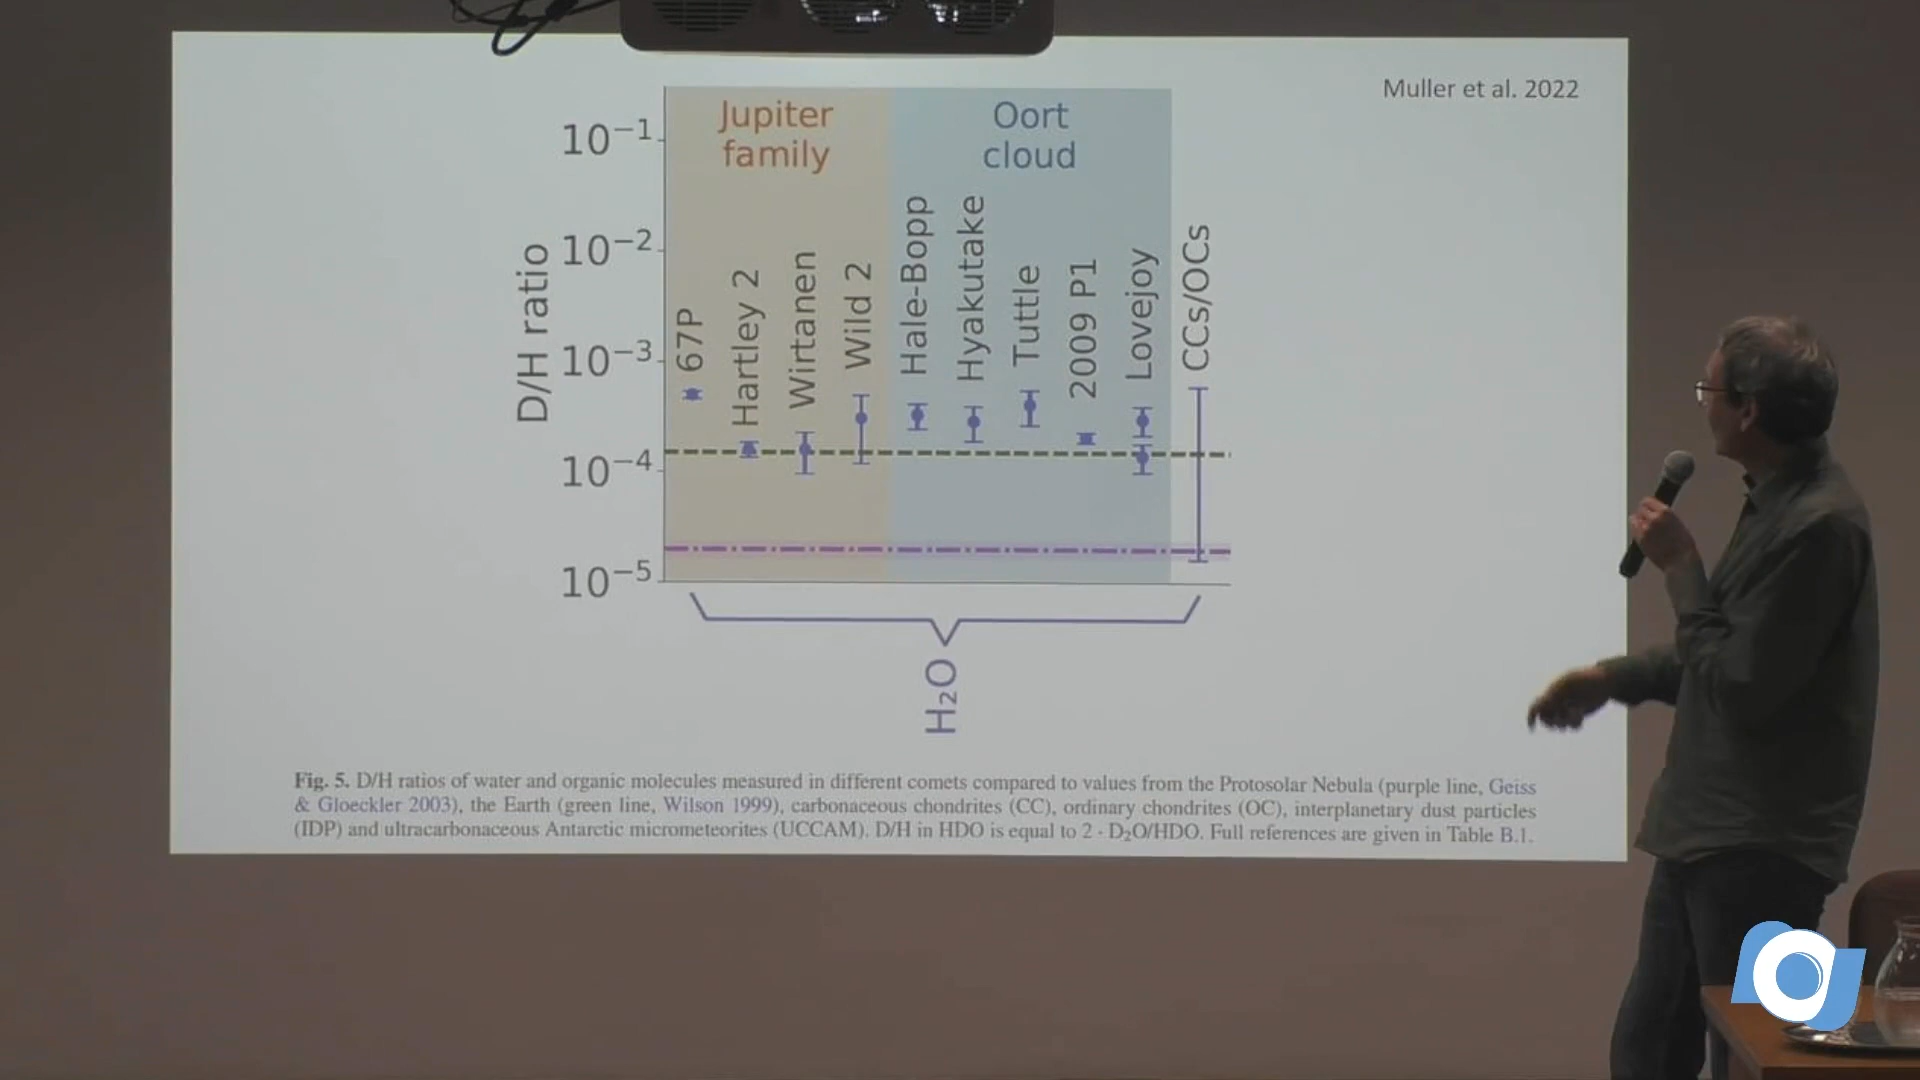 Muller et al. 2022
Jupiter
family
Oort
cloud
D/H ratio
10−1
10−2
10−3
10−4
10−5
67P
Hartley 2
Wirtanen
Wild 2
Hale-Bopp
Hyakutake
Tuttle
2009 P1
Lovejoy
CCs/OCs
H₂O
Fig. 5. D/H ratios of water and organic molecules measured in different comets compared to values from the Protosolar Nebula (purple line, Geiss
& Gloeckler 2003), the Earth (green line, Wilson 1999), carbonaceous chondrites (CC), ordinary chondrites (OC), interplanetary dust particles
(IDP) and ultracarbonaceous Antarctic micrometeorites (UCCAM). D/H in HDO is equal to 2 · D₂O/HDO. Full references are given in Table B.1.